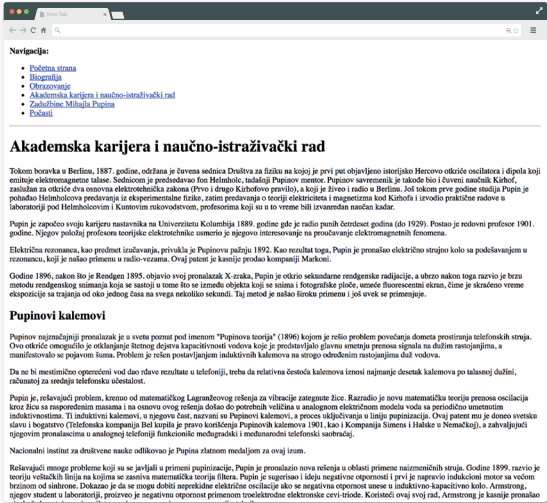 New Tab
Navigacija:
Početna strana
Biografija
Obrazovanje
Akademska karijera i naučno-istraživački rad
Zadužbine Mihajla Pupina
Počasti
Akademska karijera i naučno-istraživački rad
Tokom boravka u Berlinu, 1887. godine, održana je čuvena sednica Društva za fiziku na kojoj je prvi put objavljeno istorijsko Hercovo otkriće oscilatora i dipola koji
emituje elektromagnetne talase. Sednicom je predsedavao fon Helmholc, tadašnji Pupinov mentor. Pupinov savremenik je takođe bio i čuveni naučnik Kirhof,
zaslužan za otkriće dva osnovna elektrotehnička zakona (Prvo i drugo Kirhofovo pravilo), a koji je živeo i radio u Berlinu. Još tokom prve godine studija Pupin je
pohađao Helmholcova predavanja iz eksperimentalne fizike, zatim predavanja o teoriji elektriciteta i magnetizma kod Kirhofa i izvodio praktične radove u
laboratoriji pod Helmholcovim i Kuntovim rukovodstvom, profesorima koji su u to vreme bili izvanredan naučan kadar.
Pupin je započeo svoju karijeru nastavnika na Univerzitetu Kolumbija 1889. godine gde je radio punih četrdeset godina (do 1929). Postao je redovni profesor 1901.
godine. Njegov položaj profesora teorijske elektrotehnike usmerio je njegovo interesovanje na proučavanje elektromagnetnih fenomena.
Električna rezonanca, kao predmet izučavanja, privukla je Pupinovu pažnju 1892. Kao rezultat toga, Pupin je pronašao električno strujno kolo sa podešavanjem u
rezonancu, koji je našao primenu u radio-vezama. Ovaj patent je kasnije prodao kompaniji Markoni.
Godine 1896, nakon što je Rendgen 1895. objavio svoj pronalazak X-zraka, Pupin je otkrio sekundarne rendgenske radijacije, a ubrzo nakon toga razvio je brzu
metodu rendgenskog snimanja koja se sastoji u tome što se između objekta koji se snima i fotografske ploče, umeće fluorescentni ekran, čime je skraćeno vreme
ekspozicije sa trajanja od oko jednog časa na svega nekoliko sekundi. Taj metod je našao široku primenu i još uvek se primenjuje.
Pupinovi kalemovi
Pupinov najznačajniji pronalazak je u svetu poznat pod imenom "Pupinova teorija" (1896) kojom je rešio problem povećanja dometa prostiranja telefonskih struja.
Ovo otkriće omogućilo je otklanjanje štetnog dejstva kapacitivnosti vodova koje je predstavljalo glavnu smetnju prenosa signala na dužim rastojanjima, a
manifestovalo se pojavom šuma. Problem je rešen postavljanjem induktivnih kalemova na strogo određenim rastojanjima duž vodova.
Da ne bi mestimično opterećeni vod dao rđave rezultate u telefoniji, treba da relativna čestoća kalemova iznosi najmanje desetak kalemova po talasnoj dužini,
računatoj za srednju telefonsku učestalost.
Pupin je, rešavajući problem, krenuo od matematičkog Lagranžeovog rešenja za vibracije zategnute žice. Razradio je novu matematičku teoriju prenosa oscilacija
kroz žicu sa raspoređenim masama i na osnovu ovog rešenja došao do potrebnih veličina u analognom električnom modelu voda sa periodično umetnutim
induktivnostima. Ti induktivni kalemovi, u njegovu čast, nazvani su Pupinovi kalemovi, a proces uključivanja u liniju pupinizacija. Ovaj patent mu je doneo svetsku
slavu i bogatstvo (Telefonska kompanija Bel kupila je pravo korišćenja Pupinovih kalemova 1901, kao i Kompanija Simens i Halske u Nemačkoj), a zahvaljujući
njegovim pronalascima u analognoj telefoniji funkcioniše međugradski i međunarodni telefonski saobraćaj.
Nacionalni institut za društvene nauke odlikovao je Pupina zlatnom medaljom za ovaj izum.
Rešavajući mnoge probleme koji su se javljali u primeni pupinizacije, Pupin je pronalazio nova rešenja u oblasti primene naizmeničnih struja. Godine 1899. razvio je
teoriju veštačkih linija na kojima se zasniva matematička teorija filtera. Pupin je sugerisao i ideju negativne otpornosti i prvi je napravio indukcioni motor sa većom
brzinom od sinhrone. Dokazao je da se mogu dobiti neprekidne električne oscilacije ako se negativna otpornost unese u induktivno-kapacitivno kolo. Armstrong,
njegov student u laboratoriji, proizveo je negativnu otpornost primenom troelektrodne elektronske cevi-triode. Koristeći ovaj svoj rad, Armstrong je kasnije pronašao